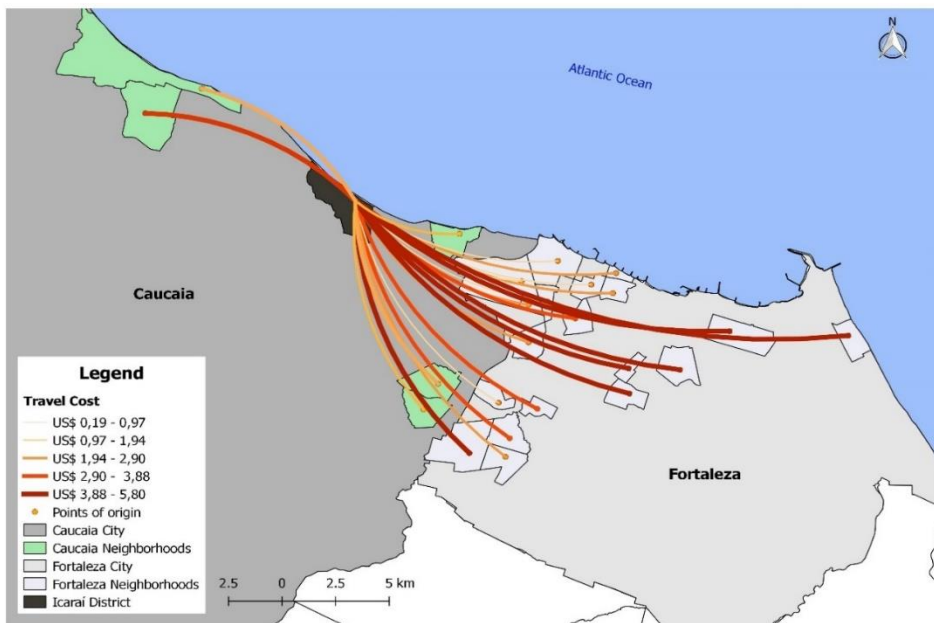 N
Atlantic Ocean
Caucaia
Fortaleza
Legend
Travel Cost
US$ 0,19 - 0,97
US$ 0,97 - 1,94
US$ 1,94 - 2,90
US$ 2,90 - 3,88
US$ 3,88 - 5,80
Points of origin
Caucaia City
Caucaia Neighborhoods
Fortaleza City
Fortaleza Neighborhoods
Icaraí District
2.5 0 2.5 5 km